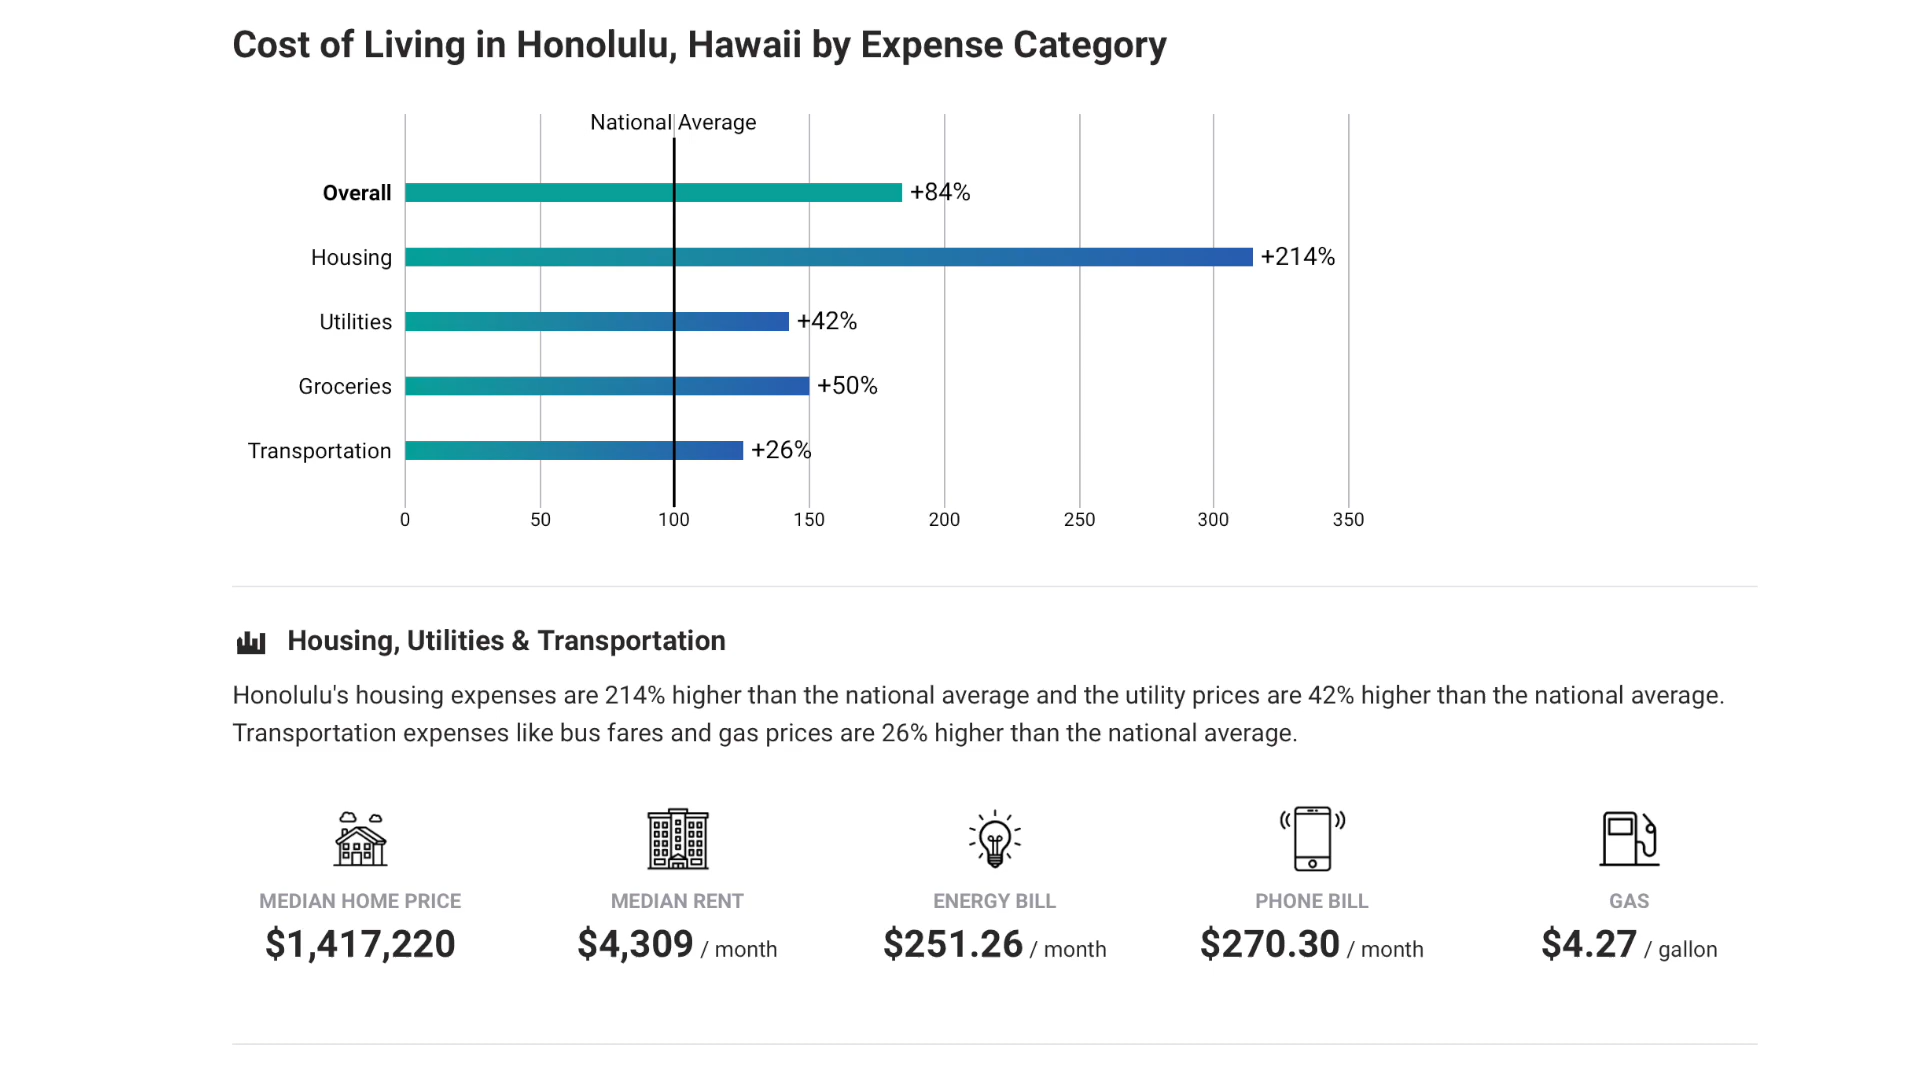 Cost of Living in Honolulu, Hawaii by Expense Category
National Average
Overall +84%
Housing +214%
Utilities +42%
Groceries +50%
Transportation +26%
0 50 100 150 200 250 300 350
Housing, Utilities & Transportation
Honolulu's housing expenses are 214% higher than the national average and the utility prices are 42% higher than the national average.
Transportation expenses like bus fares and gas prices are 26% higher than the national average.
MEDIAN HOME PRICE MEDIAN RENT ENERGY BILL PHONE BILL GAS
$1,417,220 $4,309 / month $251.26 / month $270.30 / month $4.27 / gallon